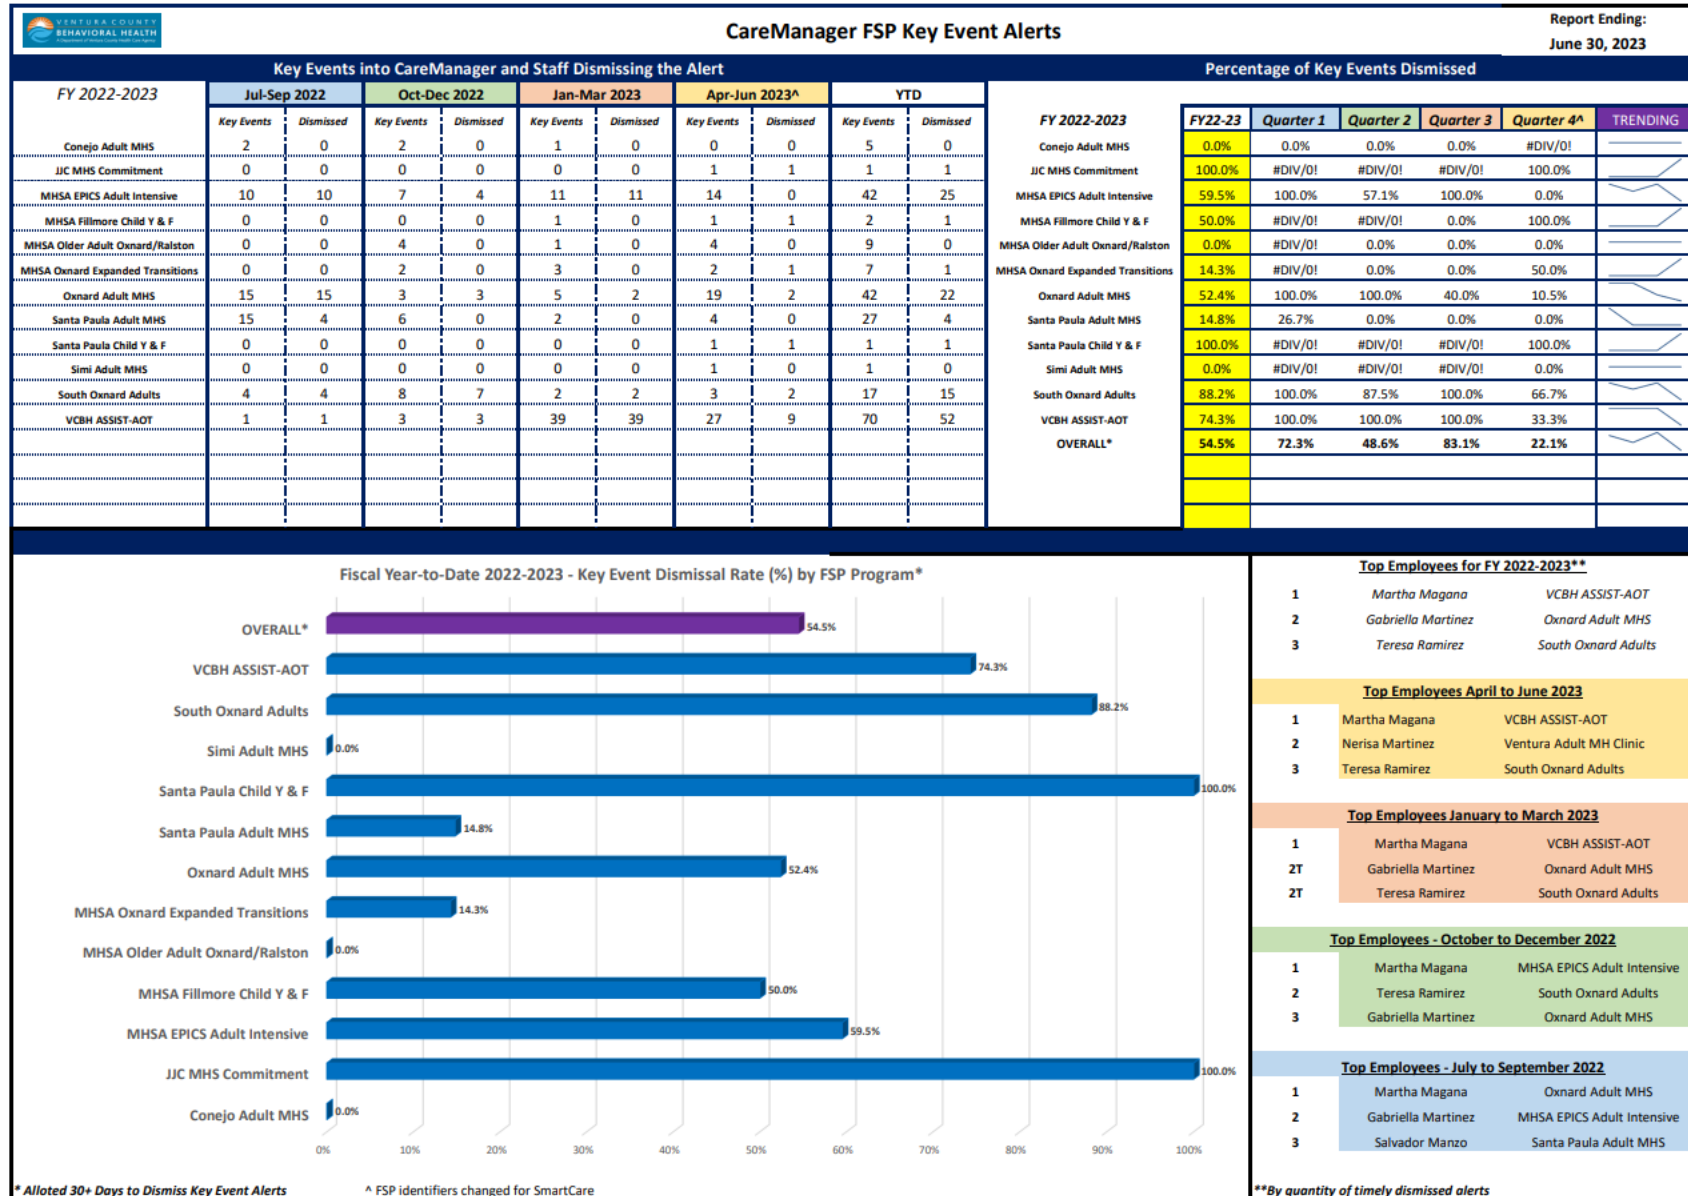 VENTURA COUNTY
BEHAVIORAL HEALTH
A Department of Ventura County Health Care Agency
CareManager FSP Key Event Alerts
Report Ending:
June 30, 2023
Key Events into CareManager and Staff Dismissing the Alert
Percentage of Key Events Dismissed
FY 2022-2023 Jul-Sep 2022 Oct-Dec 2022 Jan-Mar 2023 Apr-Jun 2023^ YTD
Key Events Dismissed Key Events Dismissed Key Events Dismissed Key Events Dismissed Key Events Dismissed FY 2022-2023 FY22-23 Quarter 1 Quarter 2 Quarter 3 Quarter 4^ TRENDING
Conejo Adult MHS 2 0 2 0 1 0 0 0 5 0 Conejo Adult MHS 0.0% 0.0% 0.0% 0.0% #DIV/0!
JJC MHS Commitment 0 0 0 0 0 0 1 1 1 1 JJC MHS Commitment 100.0% #DIV/0! #DIV/0! #DIV/0! 100.0%
MHSA EPICS Adult Intensive 10 10 7 4 11 11 14 0 42 25 MHSA EPICS Adult Intensive 59.5% 100.0% 57.1% 100.0% 0.0%
MHSA Fillmore Child Y & F 0 0 0 0 1 0 1 1 2 1 MHSA Fillmore Child Y & F 50.0% #DIV/0! #DIV/0! 0.0% 100.0%
MHSA Older Adult Oxnard/Ralston 0 0 4 0 1 0 4 0 9 0 MHSA Older Adult Oxnard/Ralston 0.0% #DIV/0! 0.0% 0.0% 0.0%
MHSA Oxnard Expanded Transitions 0 0 2 0 3 0 2 1 7 1 MHSA Oxnard Expanded Transitions 14.3% #DIV/0! 0.0% 0.0% 50.0%
Oxnard Adult MHS 15 15 3 3 5 2 19 2 42 22 Oxnard Adult MHS 52.4% 100.0% 100.0% 40.0% 10.5%
Santa Paula Adult MHS 15 4 6 0 2 0 4 0 27 4 Santa Paula Adult MHS 14.8% 26.7% 0.0% 0.0% 0.0%
Santa Paula Child Y & F 0 0 0 0 0 0 1 1 1 1 Santa Paula Child Y & F 100.0% #DIV/0! #DIV/0! #DIV/0! 100.0%
Simi Adult MHS 0 0 0 0 0 0 1 0 1 0 Simi Adult MHS 0.0% #DIV/0! #DIV/0! #DIV/0! 0.0%
South Oxnard Adults 4 4 8 7 2 2 3 2 17 15 South Oxnard Adults 88.2% 100.0% 87.5% 100.0% 66.7%
VCBH ASSIST-AOT 1 1 3 3 39 39 27 9 70 52 VCBH ASSIST-AOT 74.3% 100.0% 100.0% 100.0% 33.3%
OVERALL* 54.5% 72.3% 48.6% 83.1% 22.1%
Fiscal Year-to-Date 2022-2023 - Key Event Dismissal Rate (%) by FSP Program*
OVERALL* 54.5%
VCBH ASSIST-AOT 74.3%
South Oxnard Adults 88.2%
Simi Adult MHS 0.0%
Santa Paula Child Y & F 100.0%
Santa Paula Adult MHS 14.8%
Oxnard Adult MHS 52.4%
MHSA Oxnard Expanded Transitions 14.3%
MHSA Older Adult Oxnard/Ralston 0.0%
MHSA Fillmore Child Y & F 50.0%
MHSA EPICS Adult Intensive 59.5%
JJC MHS Commitment 100.0%
Conejo Adult MHS 0.0%
0% 10% 20% 30% 40% 50% 60% 70% 80% 90% 100%
* Alloted 30+ Days to Dismiss Key Event Alerts
^ FSP identifiers changed for SmartCare
Top Employees for FY 2022-2023**
1 Martha Magana VCBH ASSIST-AOT
2 Gabriella Martinez Oxnard Adult MHS
3 Teresa Ramirez South Oxnard Adults
Top Employees April to June 2023
1 Martha Magana VCBH ASSIST-AOT
2 Nerisa Martinez Ventura Adult MH Clinic
3 Teresa Ramirez South Oxnard Adults
Top Employees January to March 2023
1 Martha Magana VCBH ASSIST-AOT
2T Gabriella Martinez Oxnard Adult MHS
2T Teresa Ramirez South Oxnard Adults
Top Employees - October to December 2022
1 Martha Magana MHSA EPICS Adult Intensive
2 Teresa Ramirez South Oxnard Adults
3 Gabriella Martinez Oxnard Adult MHS
Top Employees - July to September 2022
1 Martha Magana Oxnard Adult MHS
2 Gabriella Martinez MHSA EPICS Adult Intensive
3 Salvador Manzo Santa Paula Adult MHS
**By quantity of timely dismissed alerts